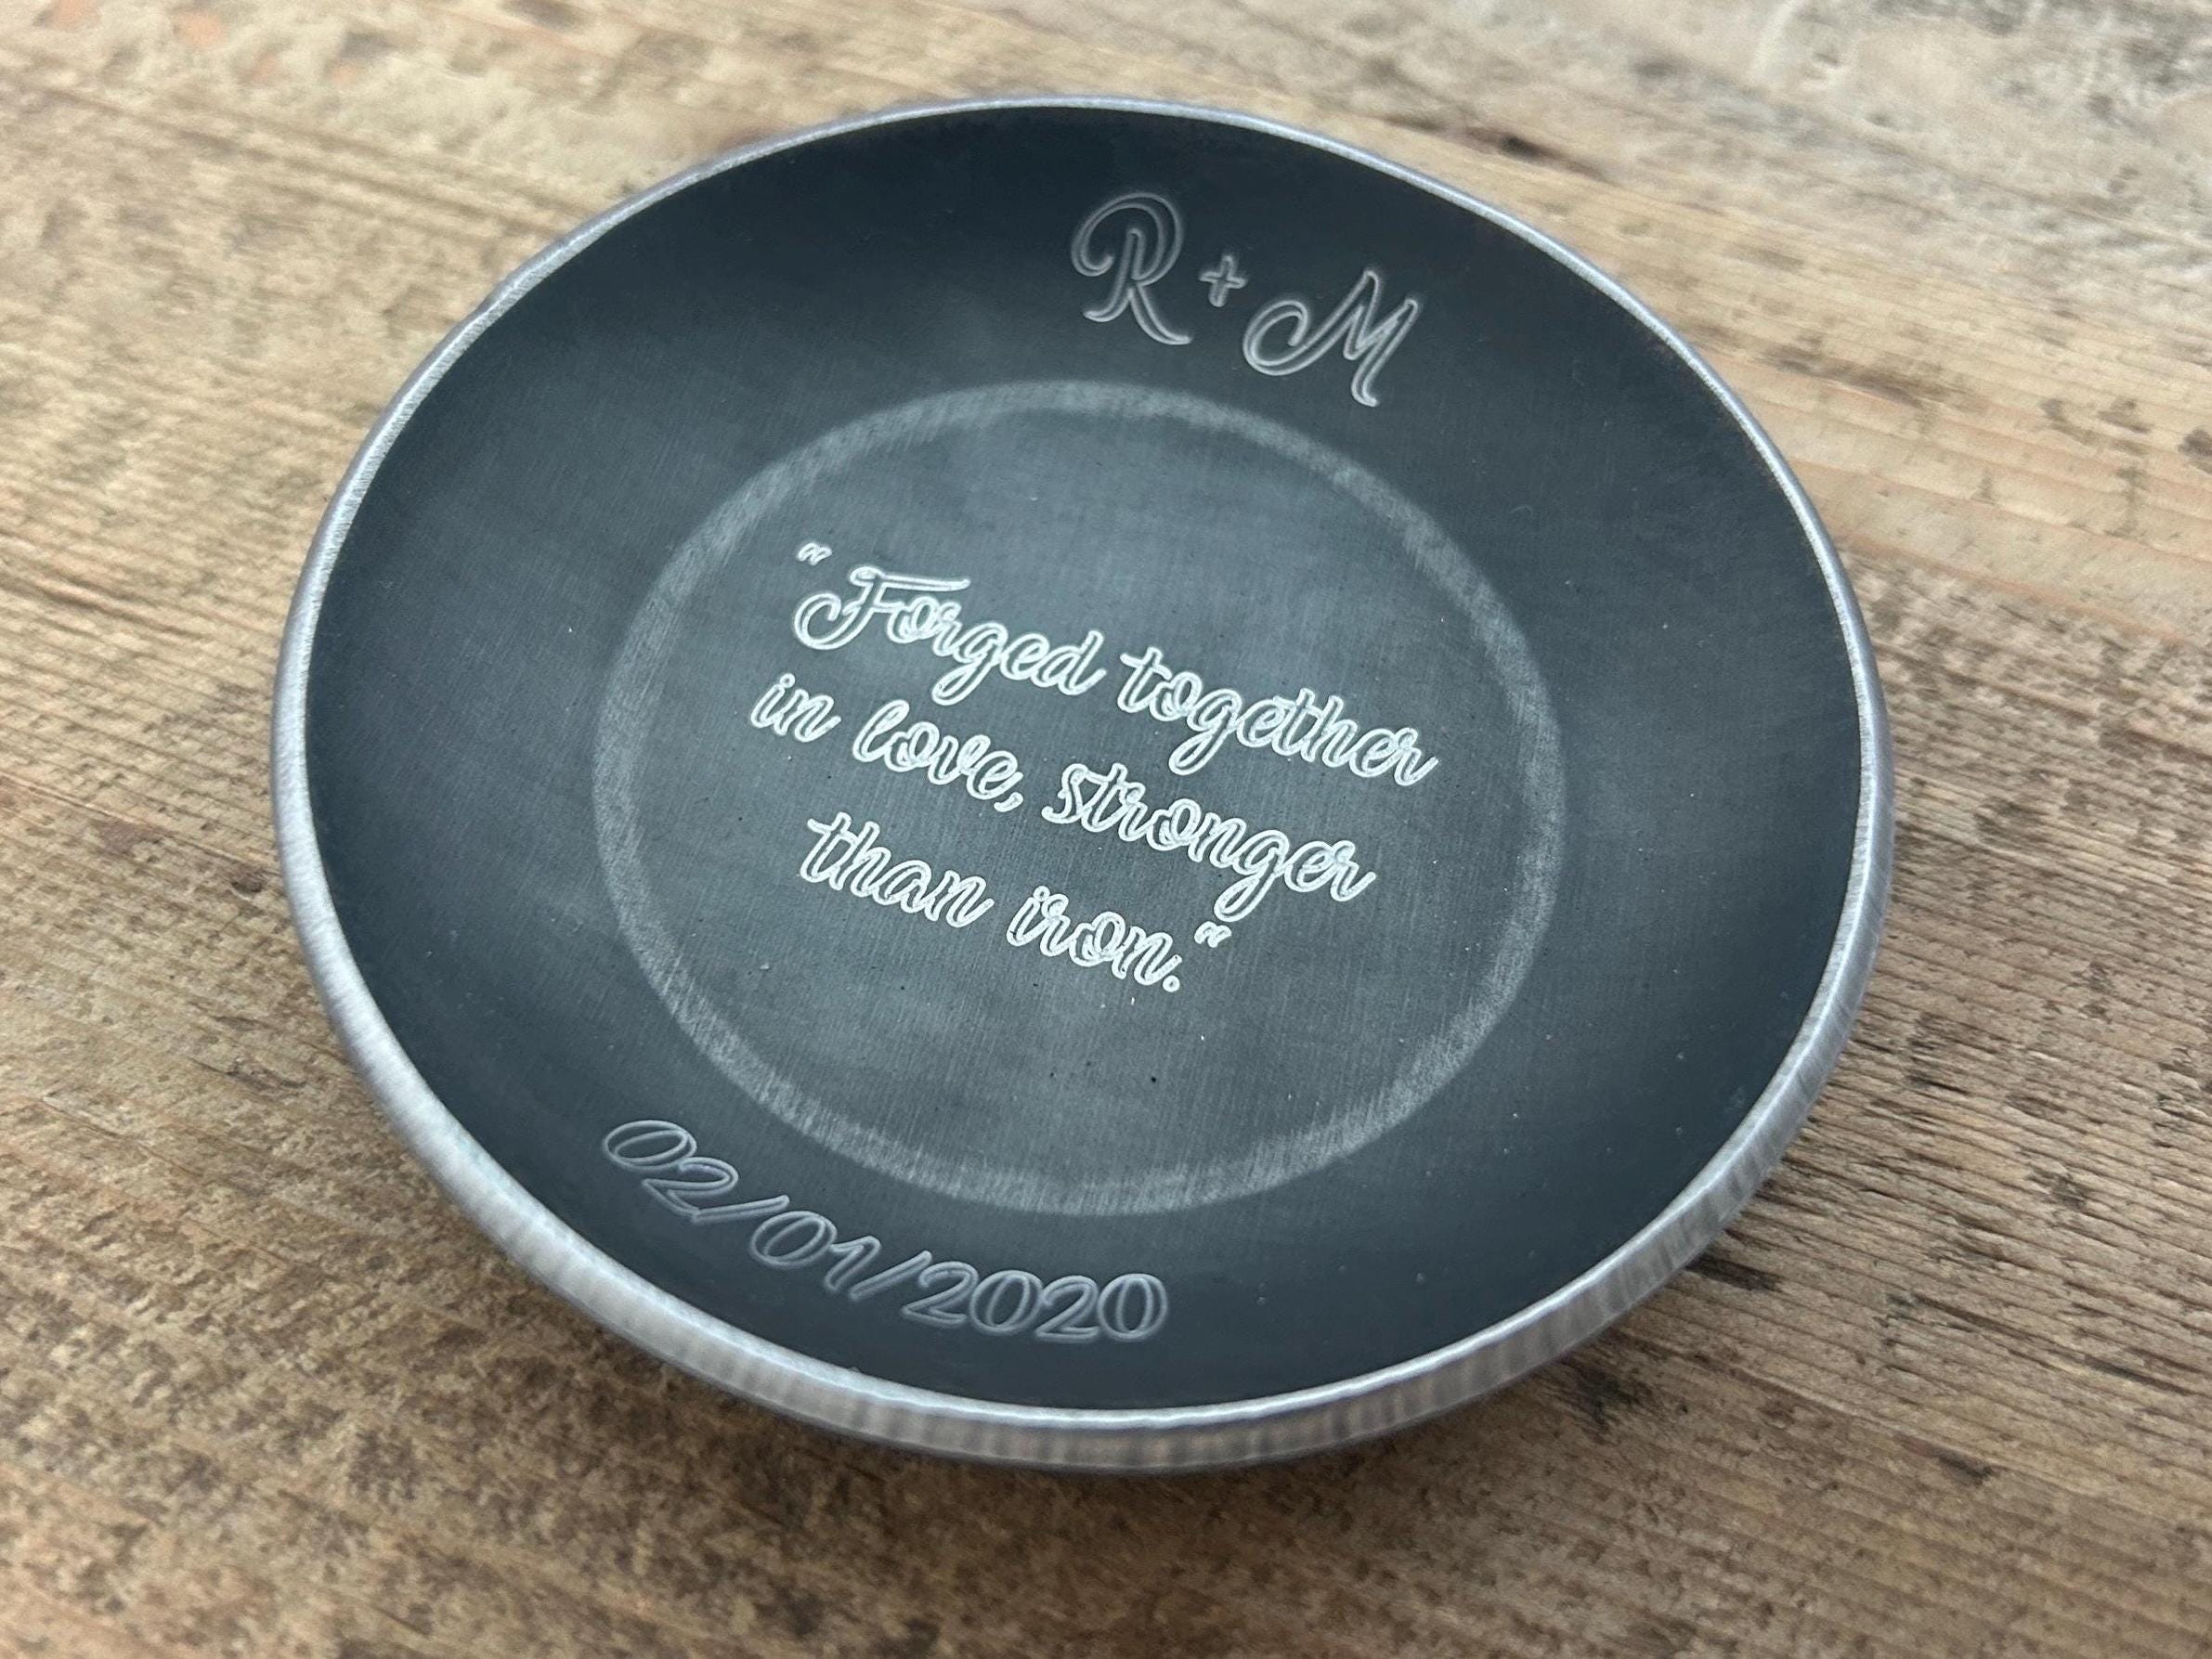 R + M
"Forged together
in love, stronger
than iron."
02/01/2020